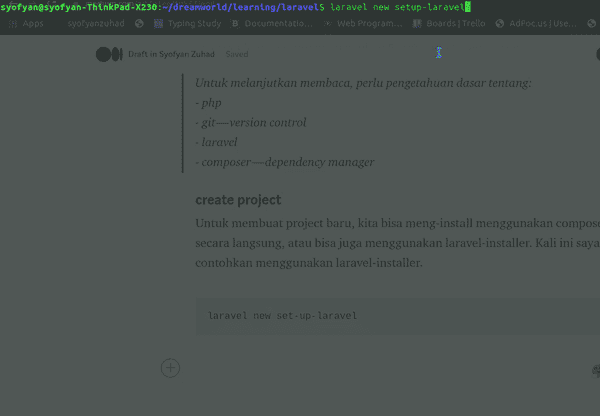 syofyan@syofyan-ThinkPad-X230:~/dreamworld/learning/laravel$ laravel new setup-laravel
Apps syofyanzuhad Typing Study B Documentatio... Web Program... Boards | Trello AdFoc.us | Use...
Draft in Syofyan Zuhad Saved
Untuk melanjutkan membaca, perlu pengetahuan dasar tentang:
- php
- git — version control
- laravel
- composer — dependency manager
create project
Untuk membuat project baru, kita bisa meng-install menggunakan compose
secara langsung, atau bisa juga menggunakan laravel-installer. Kali ini saya
contohkan menggunakan laravel-installer.
laravel new set-up-laravel